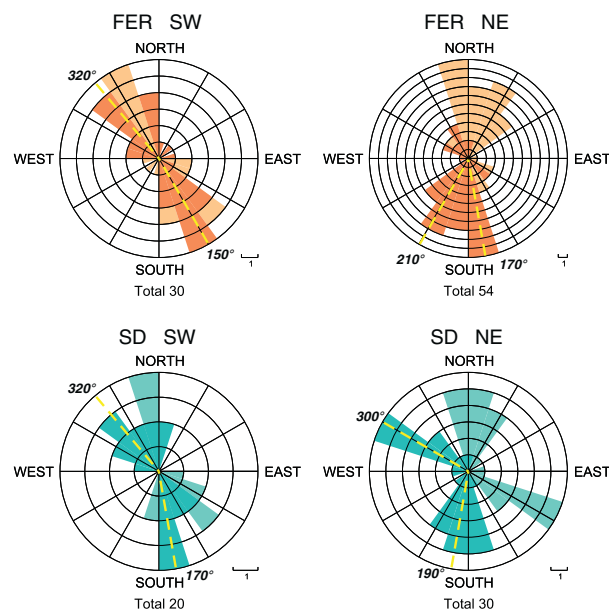 FER SW
NORTH
320°
WEST
EAST
150°
SOUTH
1
Total 30
FER NE
NORTH
WEST
EAST
210°
170°
SOUTH
1
Total 54
SD SW
NORTH
320°
WEST
EAST
SOUTH
170°
1
Total 20
SD NE
NORTH
300°
WEST
EAST
190°
SOUTH
1
Total 30